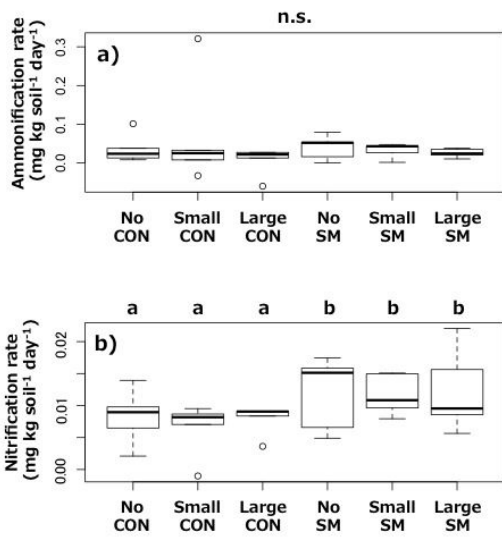 n.s.
a)
Ammonification rate
(mg kg soil⁻¹ day⁻¹)
0.3
0.1
0.0
No CON
Small CON
Large CON
No SM
Small SM
Large SM
a a a b b b
b)
Nitrification rate
(mg kg soil⁻¹ day⁻¹)
0.02
0.01
0.00
No CON
Small CON
Large CON
No SM
Small SM
Large SM